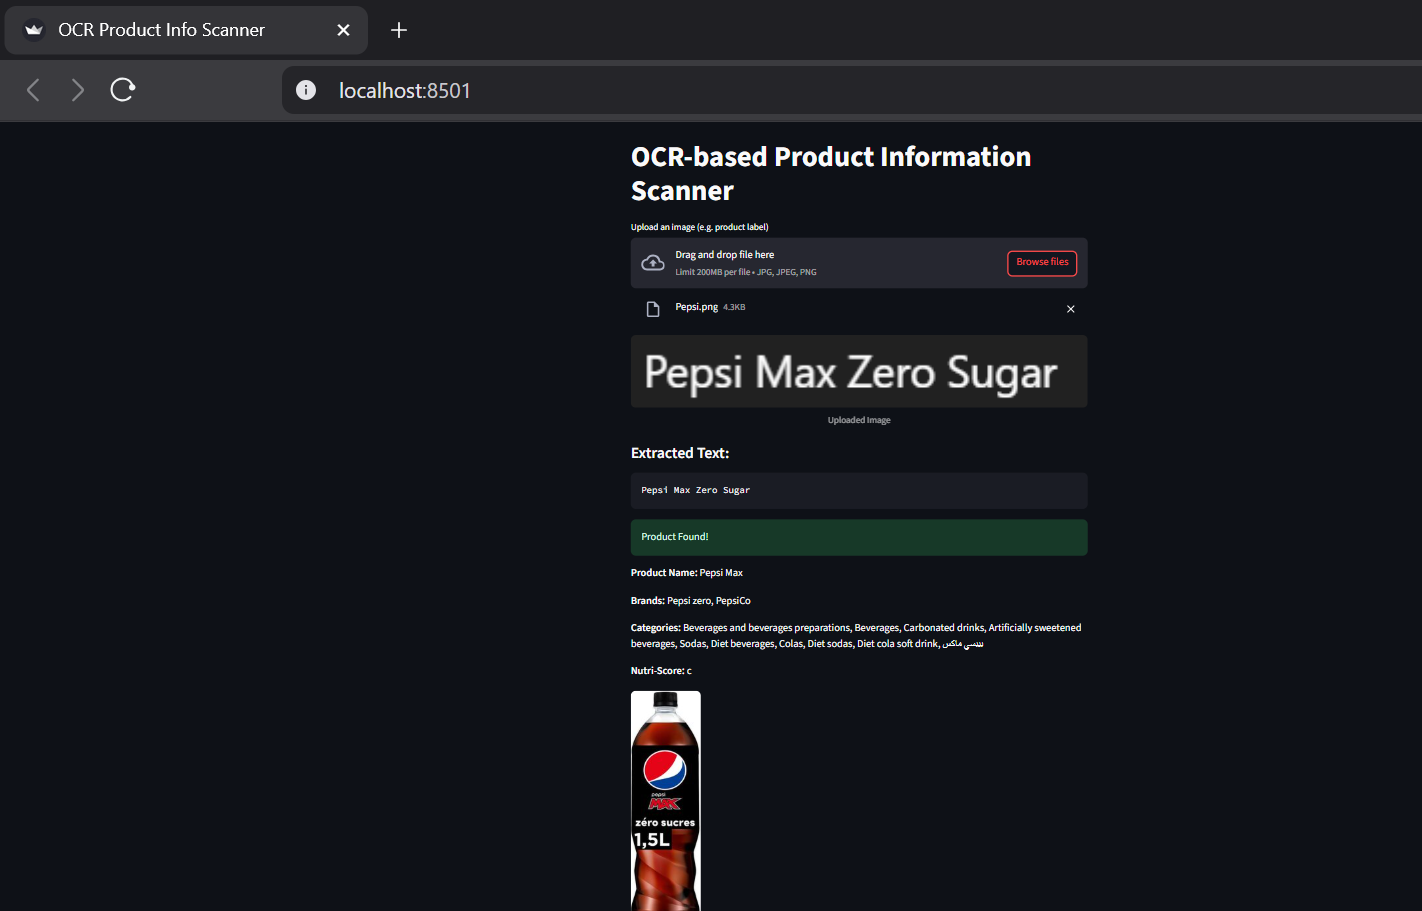 OCR Product Info Scanner
localhost:8501
OCR-based Product Information
Scanner
Upload an image (e.g. product label)
Drag and drop file here
Limit 200MB per file • JPG, JPEG, PNG
Browse files
Pepsi.png 4.3KB
Pepsi Max Zero Sugar
Uploaded Image
Extracted Text:
Pepsi Max Zero Sugar
Product Found!
Product Name: Pepsi Max
Brands: Pepsi zero, PepsiCo
Categories: Beverages and beverages preparations, Beverages, Carbonated drinks, Artificially sweetened
beverages, Sodas, Diet beverages, Colas, Diet sodas, Diet cola soft drink, بيبسي ماكس
Nutri-Score: c
pepsi
MAX
zéro sucres
1,5L